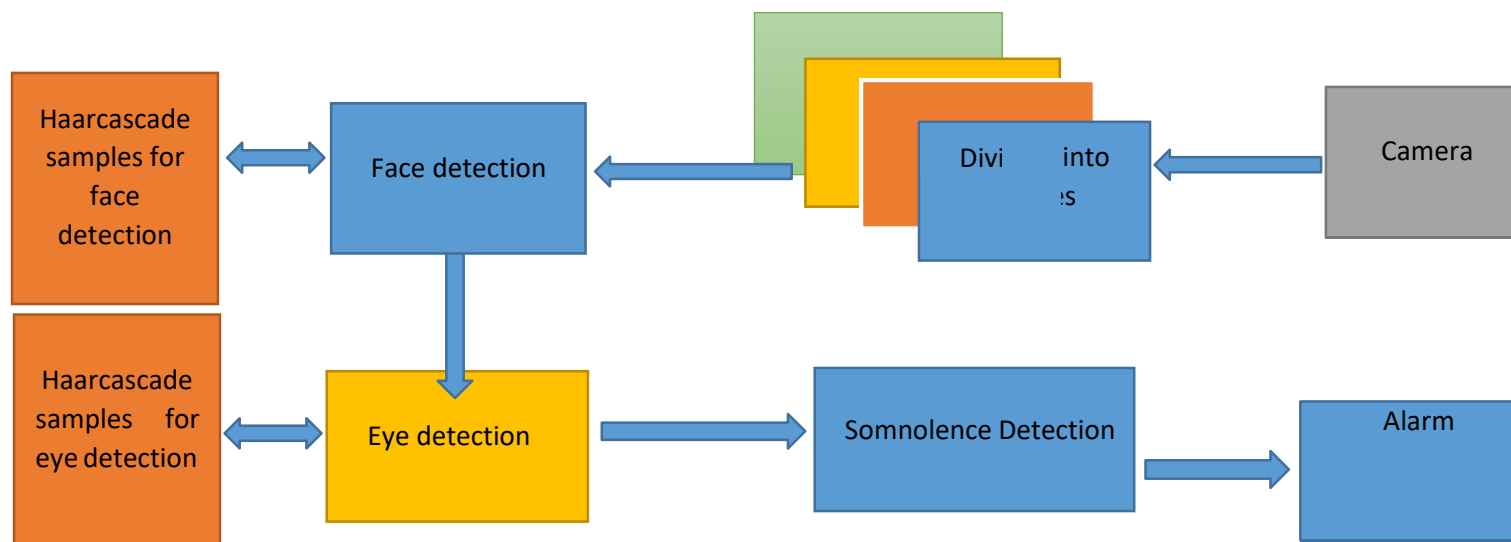 Haarcascade
samples for
face
detection
Face detection
into
Camera
Haarcascade
samples for
eye detection
Eye detection
Somnolence Detection
Alarm